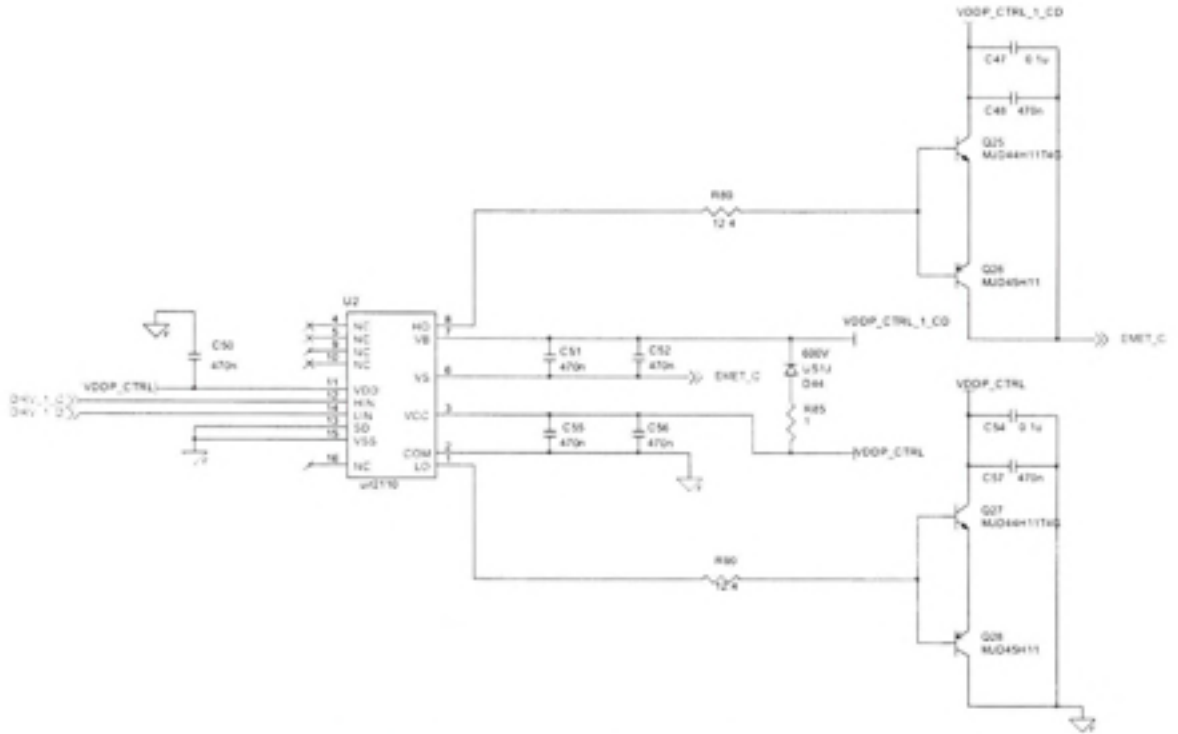 VDDP_CTRL_1_CD
C47 0.1u
C48 470n
Q25
MJD44H11T4G
R89
12.4
Q26
MJD45H11
U2
4 NC HO 8
5 NC VB 7
9 NC
10 NC VS 6
11 VDD
12 HIN VCC 3
14 LIN
13 SD COM 2
15 VSS LO 1
16 NC
C50
470n
VDDP_CTRL
C51
470n
C52
470n
EMET_C
VDDP_CTRL_1_CD
600V
D44
R85
1
EMET_C
C55
470n
C56
470n
VDDP_CTRL
VDDP_CTRL
C54 0.1u
C57 470n
Q27
MJD44H11T4G
12.4
Q28
MJD45H11